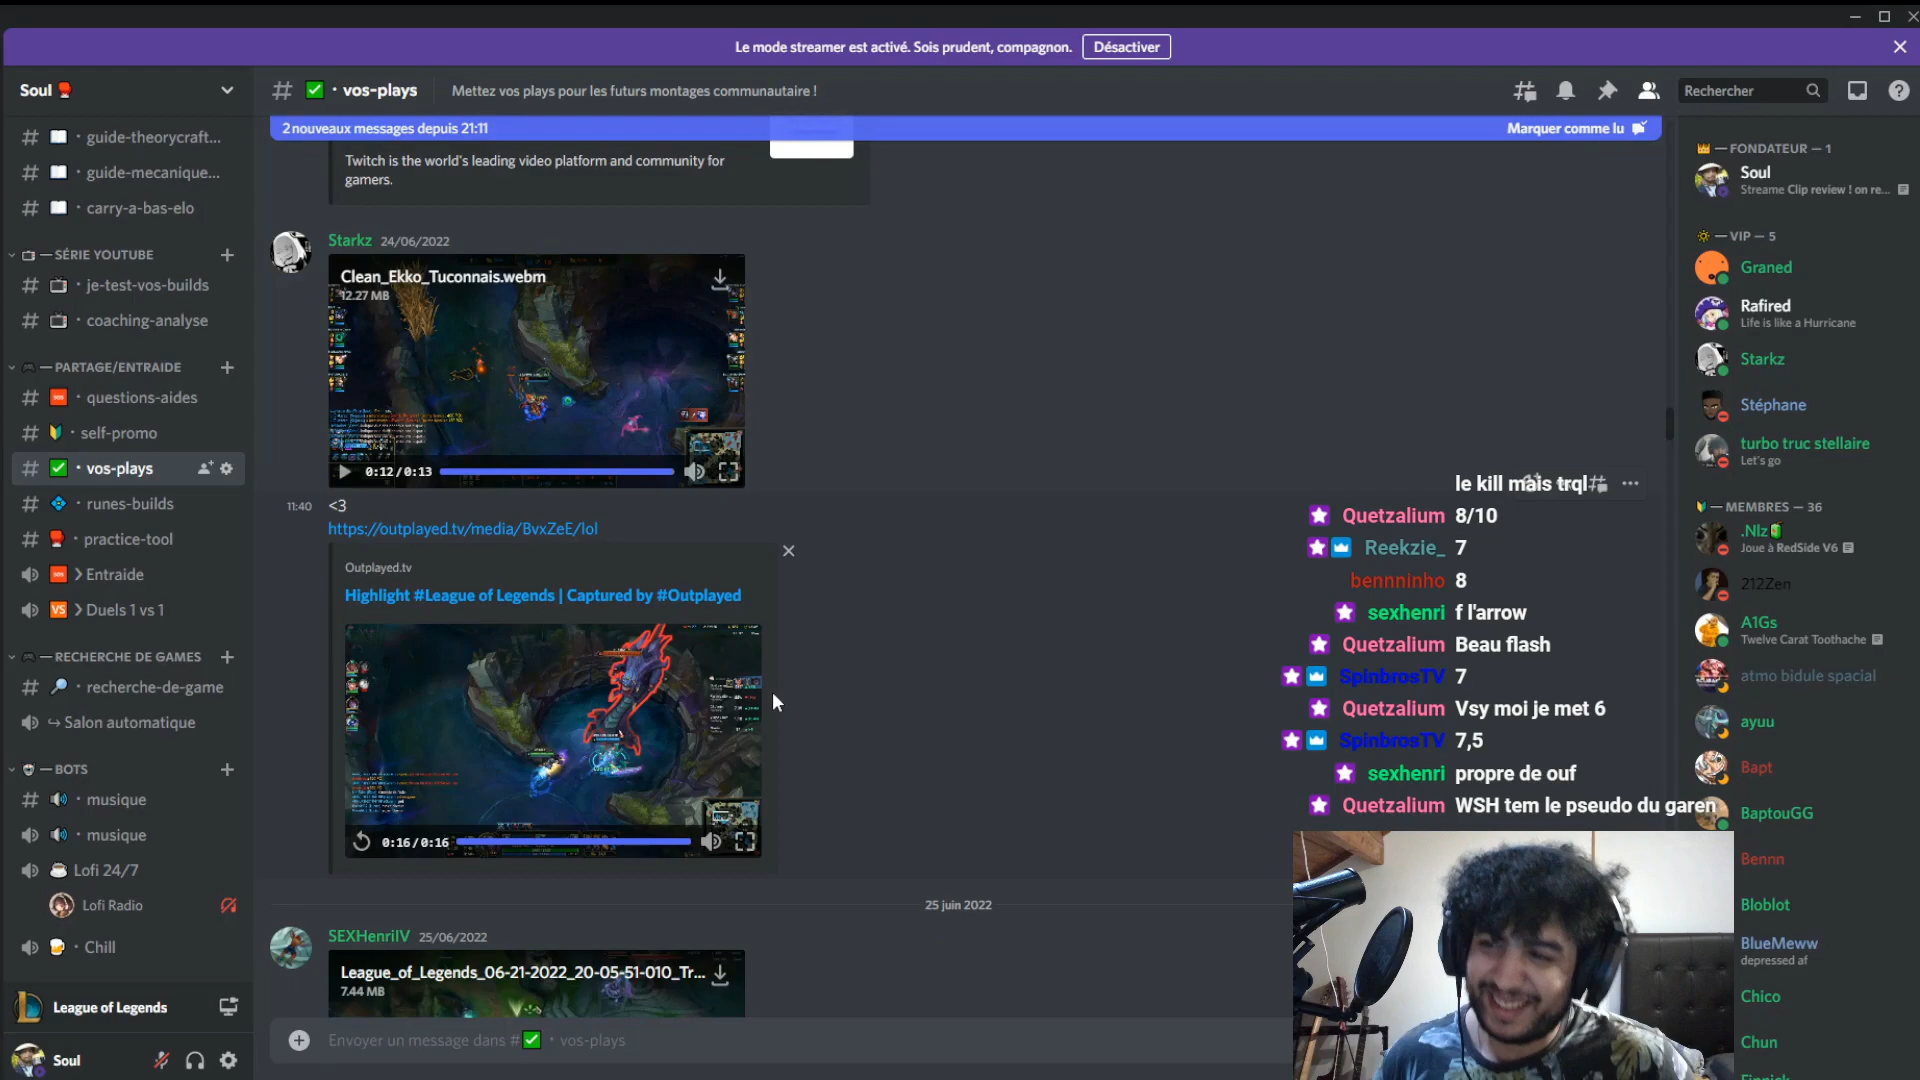 Le mode streamer est activé. Sois prudent, compagnon.
Désactiver
Soul
vos-plays
Mettez vos plays pour les futurs montages communautaire !
Rechercher
2 nouveaux messages depuis 21:11
Marquer comme lu
guide-theorycraft...
guide-mecanique...
carry-a-bas-elo
SÉRIE YOUTUBE
je-test-vos-builds
coaching-analyse
PARTAGE/ENTRAIDE
questions-aides
self-promo
vos-plays
runes-builds
practice-tool
Entraide
Duels 1 vs 1
RECHERCHE DE GAMES
recherche-de-game
Salon automatique
BOTS
musique
musique
Lofi 24/7
Lofi Radio
Chill
League of Legends
Soul
Twitch is the world's leading video platform and community for
gamers.
Starkz 24/06/2022
Clean_Ekko_Tuconnais.webm
12.27 MB
0:12/0:13
11:40 <3
https://outplayed.tv/media/BvxZeE/lol
Outplayed.tv
Highlight #League of Legends | Captured by #Outplayed
0:16/0:16
25 juin 2022
SEXHenriIV 25/06/2022
League_of_Legends_06-21-2022_20-05-51-010_Tr...
7.44 MB
Envoyer un message dans # vos-plays
le kill mais trql
Quetzalium 8/10
Reekzie_ 7
bennninho 8
sexhenri f l'arrow
Quetzalium Beau flash
SpinbrosTV 7
Quetzalium Vsy moi je met 6
SpinbrosTV 7,5
sexhenri propre de ouf
Quetzalium WSH tem le pseudo du garen
FONDATEUR — 1
Soul
Streame Clip review ! on re...
VIP — 5
Graned
Rafired
Life is like a Hurricane
Starkz
Stéphane
turbo truc stellaire
Let's go
MEMBRES — 36
.Nlz
Joue à RedSide V6
212Zen
A1Gs
Twelve Carat Toothache
atmo bidule spacial
ayuu
Bapt
BaptouGG
Bennn
Bloblot
BlueMeww
depressed af
Chico
Chun